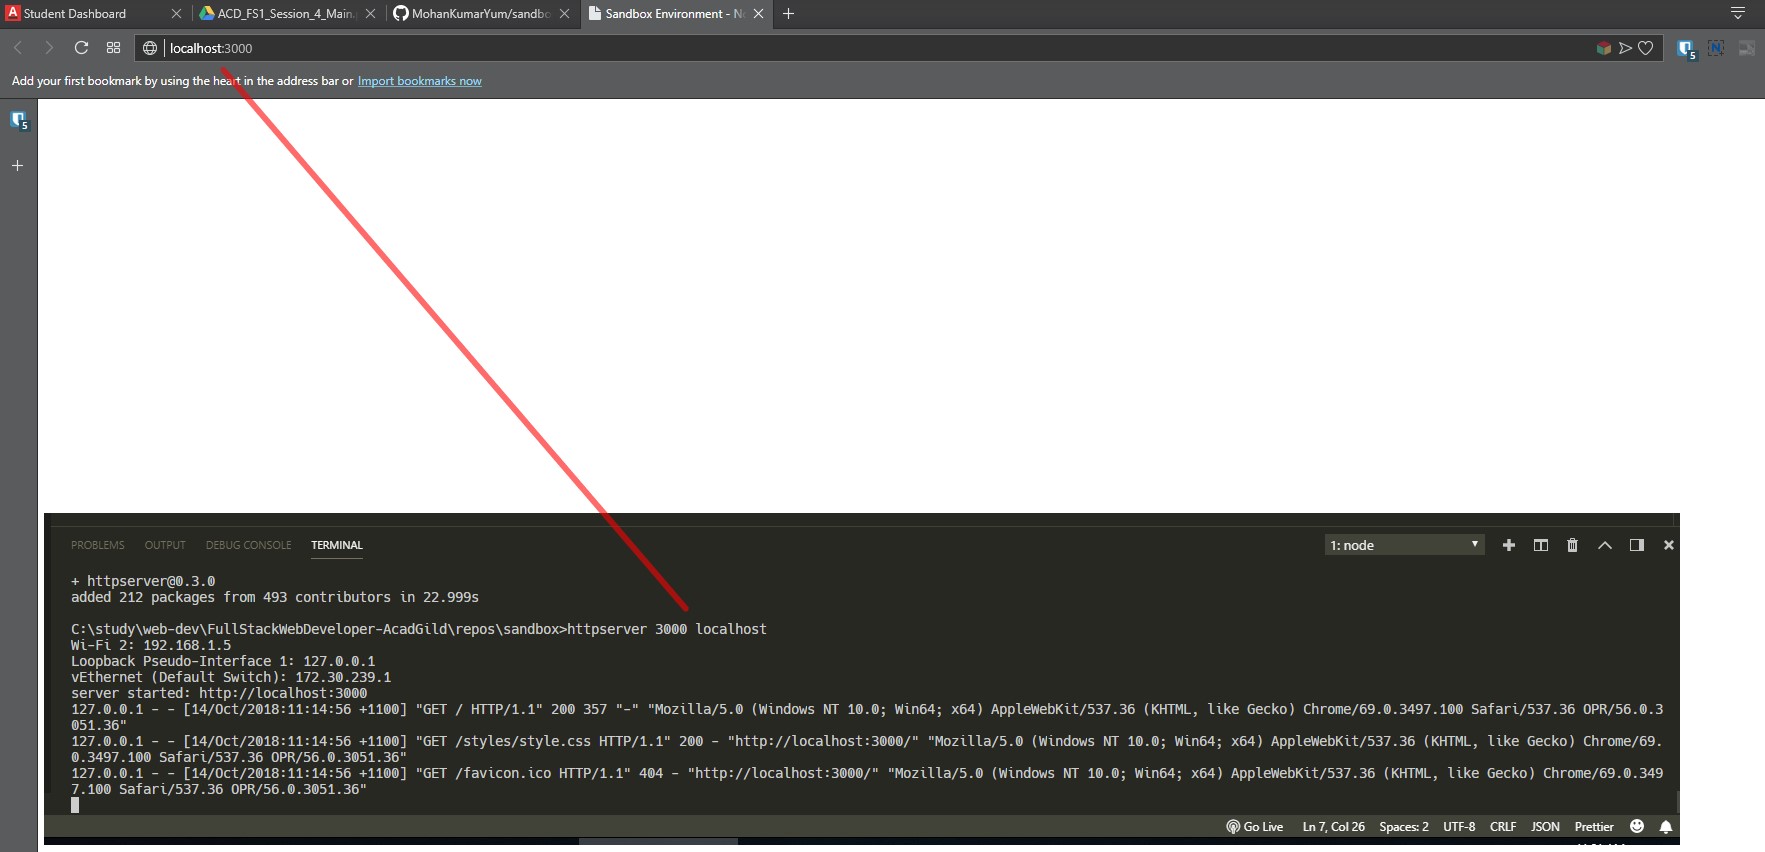 Student Dashboard
ACD_FS1_Session_4_Main.
MohanKumarYum/sandbo
Sandbox Environment - No
localhost:3000
5
Add your first bookmark by using the heart in the address bar or Import bookmarks now
5
PROBLEMS OUTPUT DEBUG CONSOLE TERMINAL 1: node
+ httpserver@0.3.0
added 212 packages from 493 contributors in 22.999s
C:\study\web-dev\FullStackWebDeveloper-AcadGild\repos\sandbox>httpserver 3000 localhost
Wi-Fi 2: 192.168.1.5
Loopback Pseudo-Interface 1: 127.0.0.1
vEthernet (Default Switch): 172.30.239.1
server started: http://localhost:3000
127.0.0.1 - - [14/Oct/2018:11:14:56 +1100] "GET / HTTP/1.1" 200 357 "-" "Mozilla/5.0 (Windows NT 10.0; Win64; x64) AppleWebKit/537.36 (KHTML, like Gecko) Chrome/69.0.3497.100 Safari/537.36 OPR/56.0.3
051.36"
127.0.0.1 - - [14/Oct/2018:11:14:56 +1100] "GET /styles/style.css HTTP/1.1" 200 - "http://localhost:3000/" "Mozilla/5.0 (Windows NT 10.0; Win64; x64) AppleWebKit/537.36 (KHTML, like Gecko) Chrome/69.
0.3497.100 Safari/537.36 OPR/56.0.3051.36"
127.0.0.1 - - [14/Oct/2018:11:14:56 +1100] "GET /favicon.ico HTTP/1.1" 404 - "http://localhost:3000/" "Mozilla/5.0 (Windows NT 10.0; Win64; x64) AppleWebKit/537.36 (KHTML, like Gecko) Chrome/69.0.349
7.100 Safari/537.36 OPR/56.0.3051.36"
Go Live Ln 7, Col 26 Spaces: 2 UTF-8 CRLF JSON Prettier